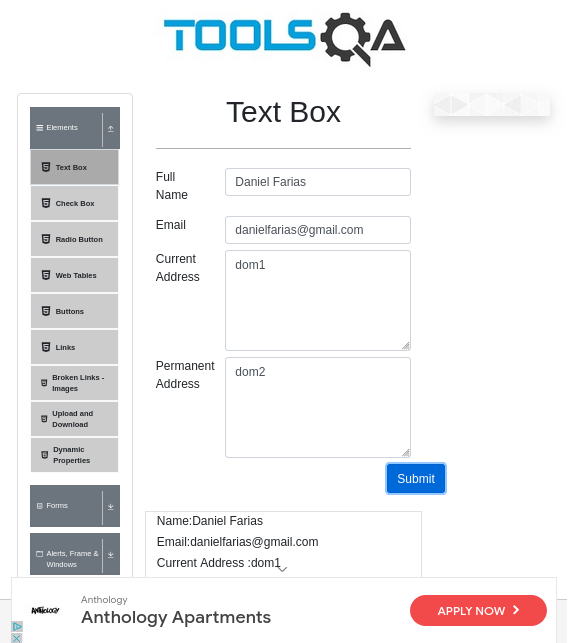 TOOLSQA
Text Box
Elements
Text Box
Check Box
Radio Button
Web Tables
Buttons
Links
Broken Links -
Images
Upload and
Download
Dynamic
Properties
Forms
Alerts, Frame &
Windows
Full
Name
Daniel Farias
Email
danielfarias@gmail.com
Current
Address
dom1
Permanent
Address
dom2
Submit
Name:Daniel Farias
Email:danielfarias@gmail.com
Current Address :dom1
ANTHOLOGY
Anthology
Anthology Apartments
APPLY NOW